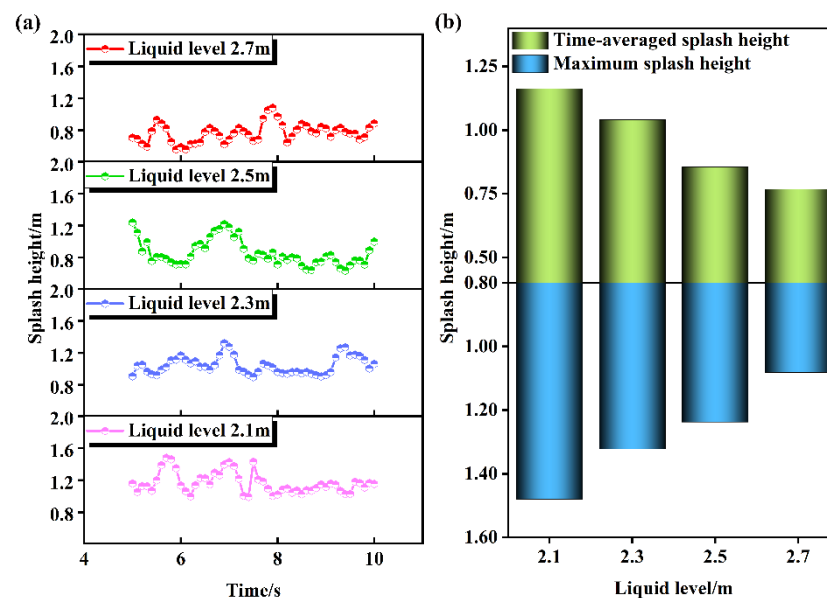 (a)
2.0
1.6
1.2
0.8
Liquid level 2.7m
2.0
1.6
1.2
0.8
Liquid level 2.5m
2.0
1.6
1.2
0.8
Liquid level 2.3m
2.0
1.6
1.2
0.8
Liquid level 2.1m
Splash height/m
4 6 8 10
Time/s
(b)
Time-averaged splash height
Maximum splash height
1.25
1.00
0.75
0.50
0.80
1.00
1.20
1.40
1.60
Splash height/m
2.1 2.3 2.5 2.7
Liquid level/m